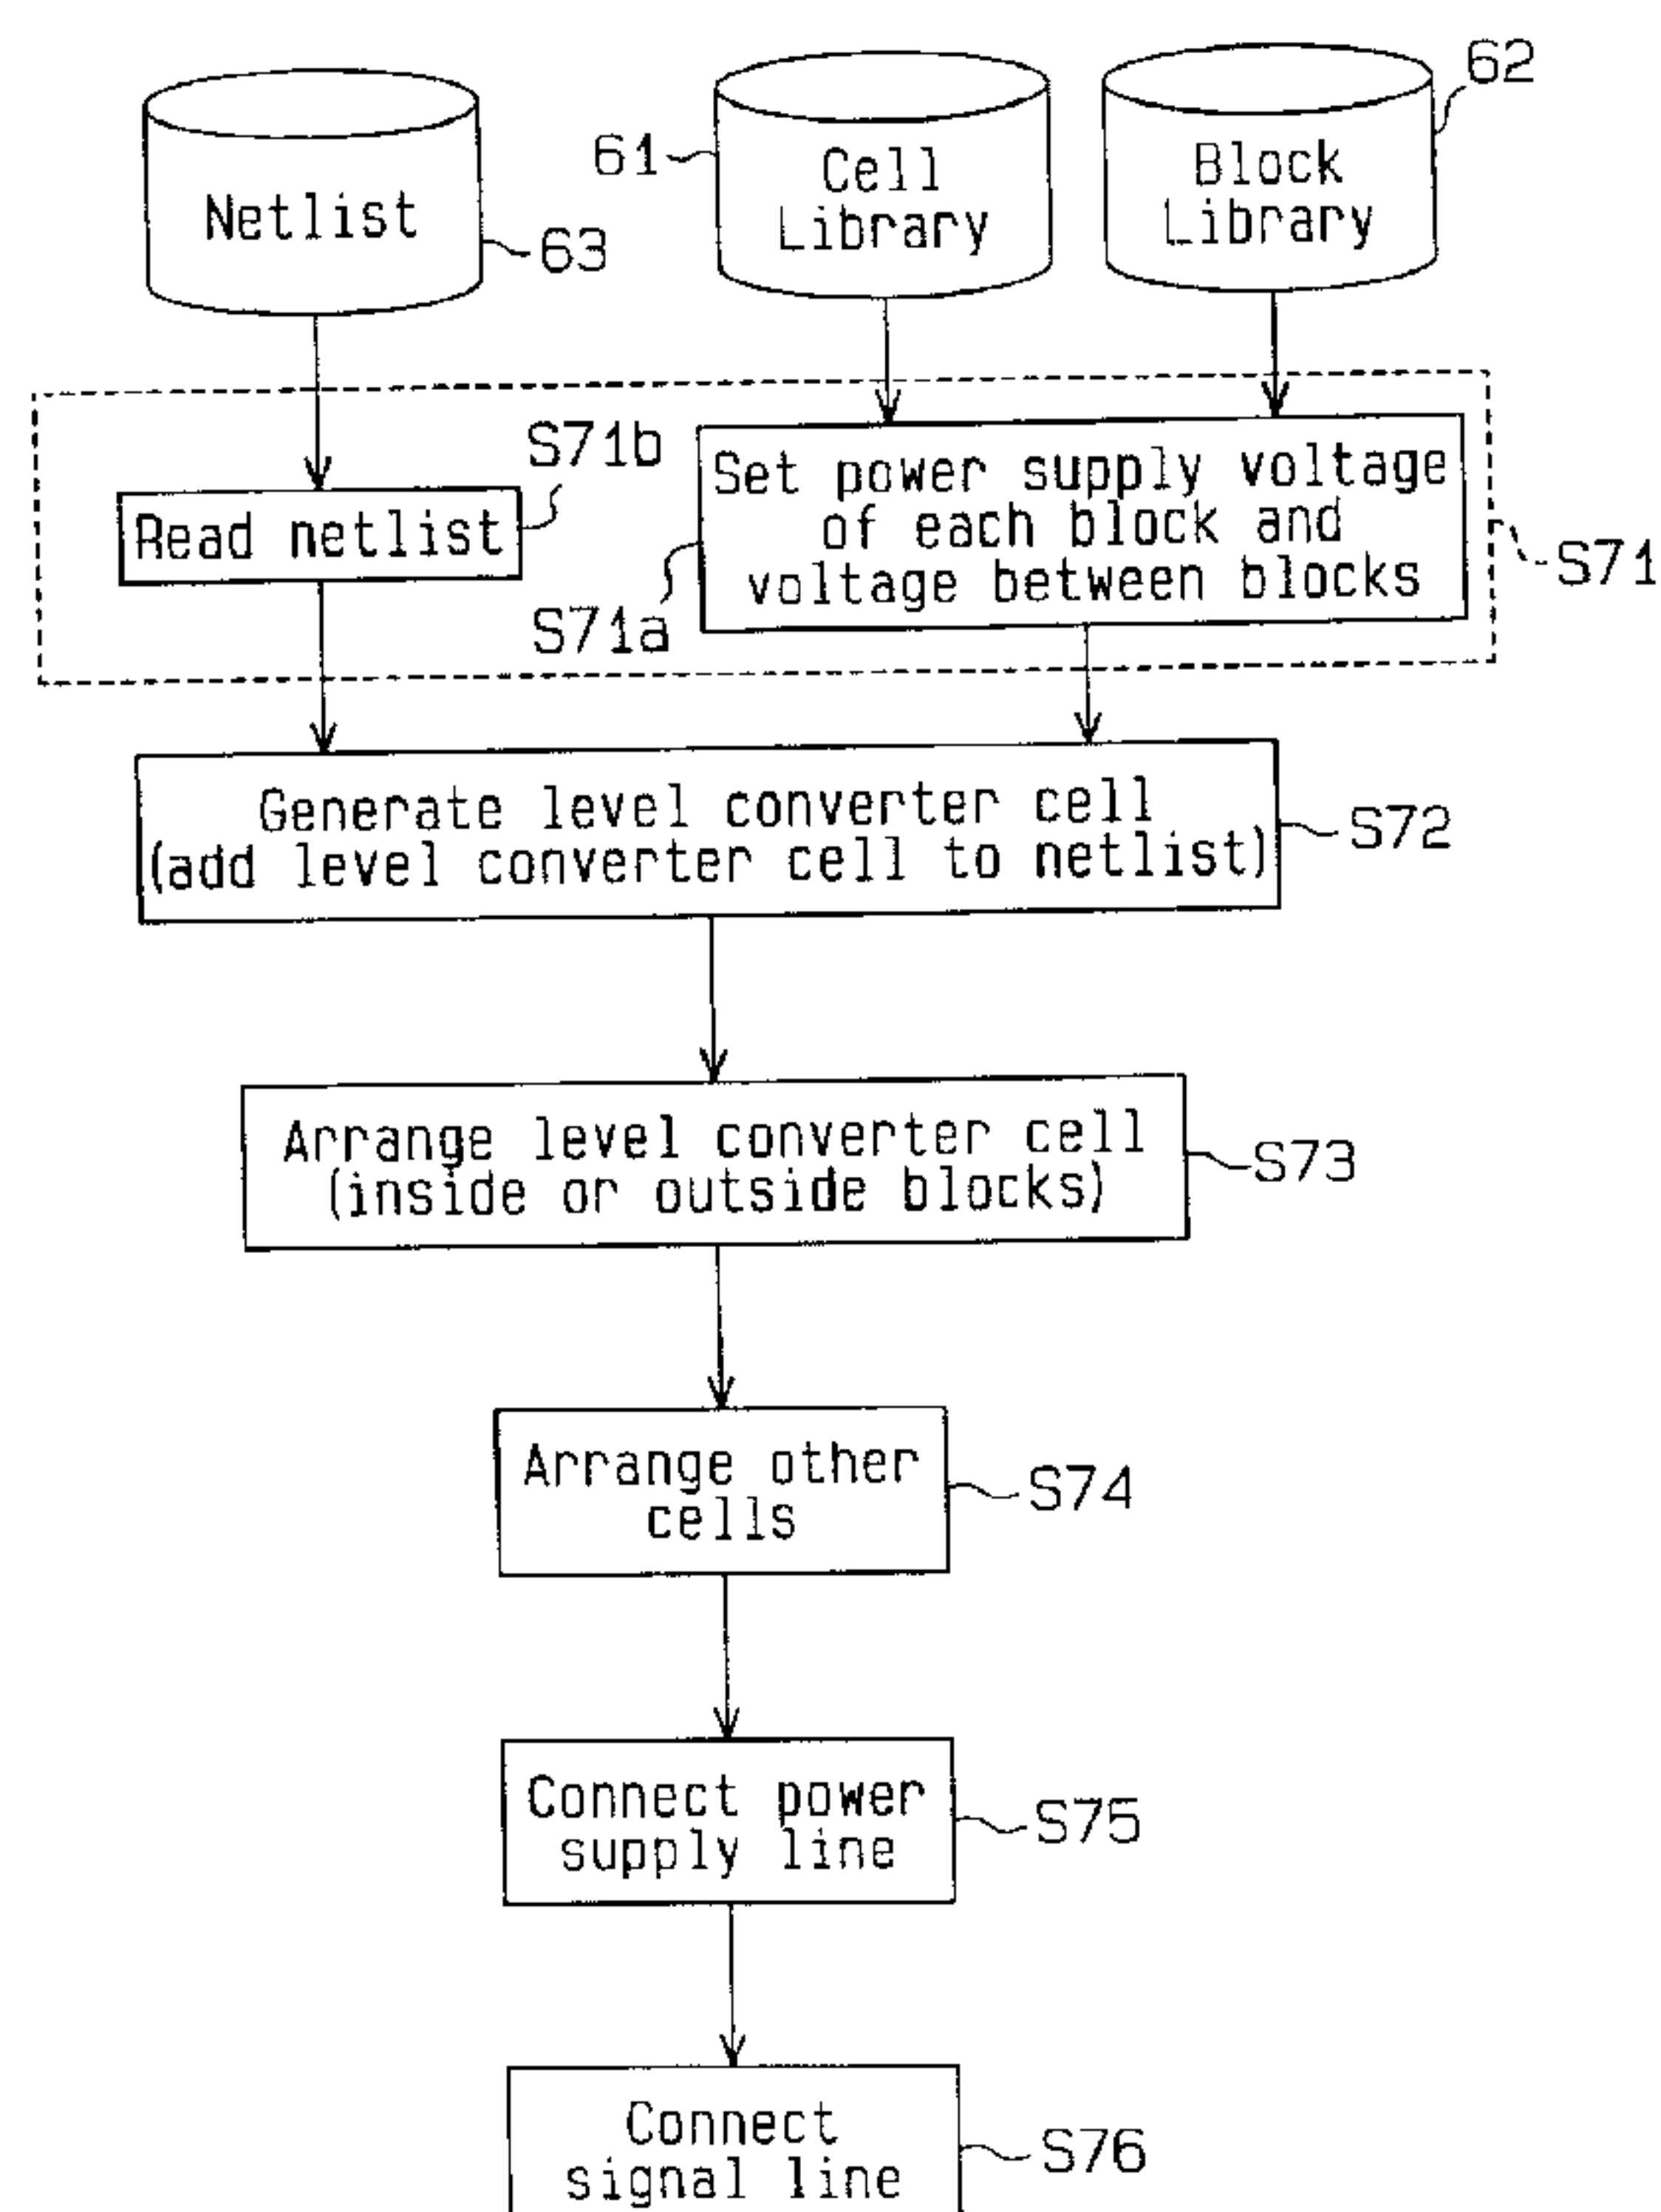 62
61
Cell
Library
Block
Library
Netlist
63
S71b
Set power supply voltage
of each block and
voltage between blocks
Read netlist
S71
S71a
Generate level converter cell
(add level converter cell to netlist)
S72
Arrange level converter cell
(inside or outside blocks)
S73
Arrange other
cells
S74
Connect power
supply line
S75
Connect
signal line
S76